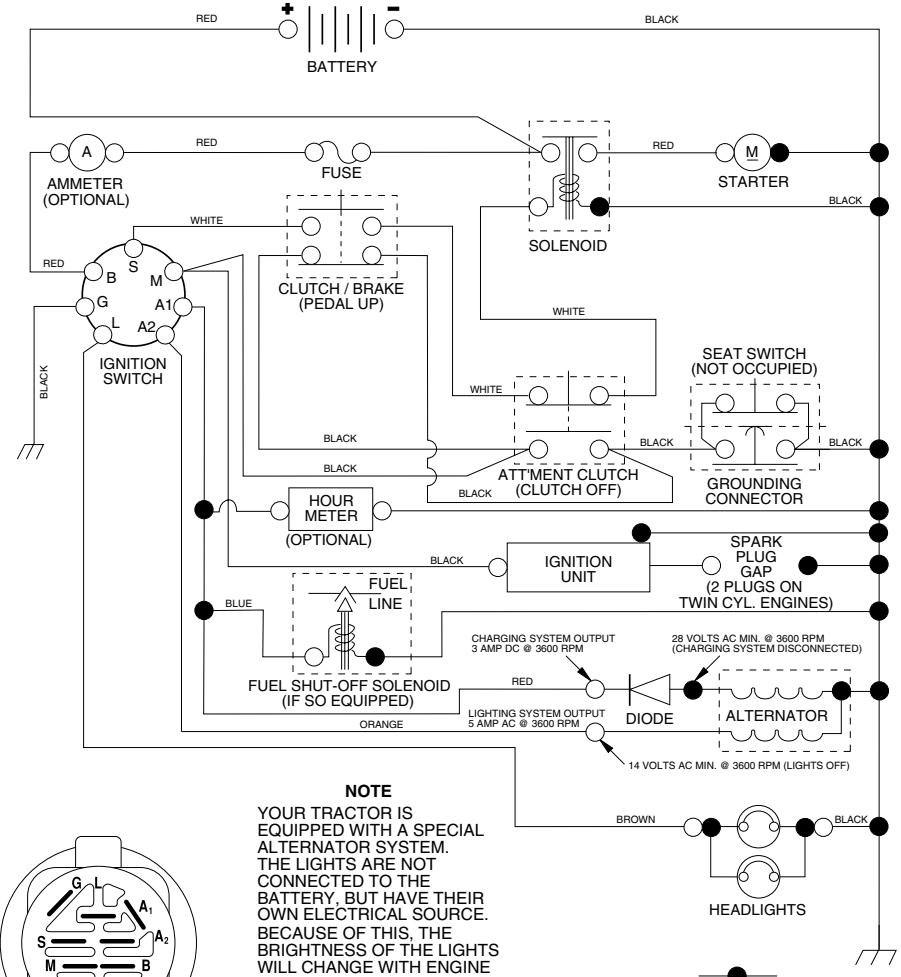 RED
+
-
BLACK
BATTERY
A
RED
FUSE
RED
M
AMMETER
(OPTIONAL)
STARTER
WHITE
BLACK
SOLENOID
RED
S
B
M
CLUTCH / BRAKE
(PEDAL UP)
G
A1
L
A2
WHITE
IGNITION
SWITCH
BLACK
SEAT SWITCH
(NOT OCCUPIED)
WHITE
BLACK
BLACK
BLACK
BLACK
ATT'MENT CLUTCH
(CLUTCH OFF)
GROUNDING
CONNECTOR
BLACK
HOUR
METER
(OPTIONAL)
BLACK
IGNITION
UNIT
SPARK
PLUG
GAP
(2 PLUGS ON
TWIN CYL. ENGINES)
FUEL
LINE
BLUE
CHARGING SYSTEM OUTPUT
3 AMP DC @ 3600 RPM
28 VOLTS AC MIN. @ 3600 RPM
(CHARGING SYSTEM DISCONNECTED)
FUEL SHUT-OFF SOLENOID
(IF SO EQUIPPED)
RED
DIODE
ALTERNATOR
ORANGE
LIGHTING SYSTEM OUTPUT
5 AMP AC @ 3600 RPM
14 VOLTS AC MIN. @ 3600 RPM (LIGHTS OFF)
NOTE
YOUR TRACTOR IS
EQUIPPED WITH A SPECIAL
ALTERNATOR SYSTEM.
THE LIGHTS ARE NOT
CONNECTED TO THE
BATTERY, BUT HAVE THEIR
OWN ELECTRICAL SOURCE.
BECAUSE OF THIS, THE
BRIGHTNESS OF THE LIGHTS
WILL CHANGE WITH ENGINE
BROWN
BLACK
HEADLIGHTS
G
L
A1
S
A2
M
B